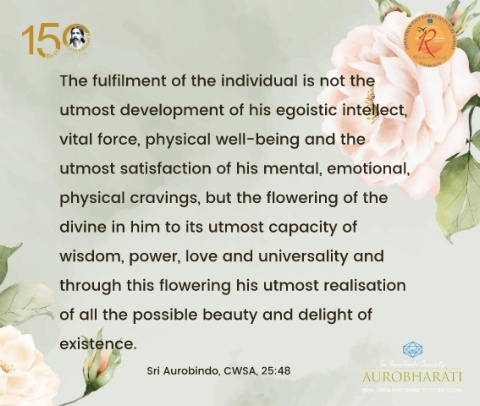 150
The fulfilment of the individual is not the
utmost development of his egoistic intellect,
vital force, physical well-being and the
utmost satisfaction of his mental, emotional,
physical cravings, but the flowering of the
divine in him to its utmost capacity of
wisdom, power, love and universality and
through this flowering his utmost realisation
of all the possible beauty and delight of
existence.
Sri Aurobindo, CWSA, 25:48
Sri Aurobindo Society
AUROBHARATI